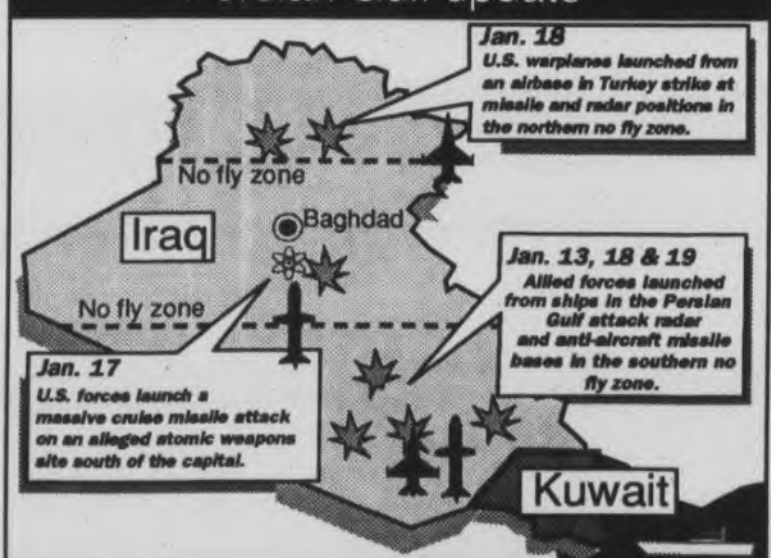 Persian Gulf update
Jan. 18
U.S. warplanes launched from
an airbase in Turkey strike at
missile and radar positions in
the northern no fly zone.
No fly zone
Baghdad
Iraq
Jan. 13, 18 & 19
Allied forces launched
from ships in the Persian
Gulf attack radar
and anti-aircraft missile
bases in the southern no
fly zone.
No fly zone
Jan. 17
U.S. forces launch a
massive cruise missile attack
on an alleged atomic weapons
site south of the capital.
Kuwait